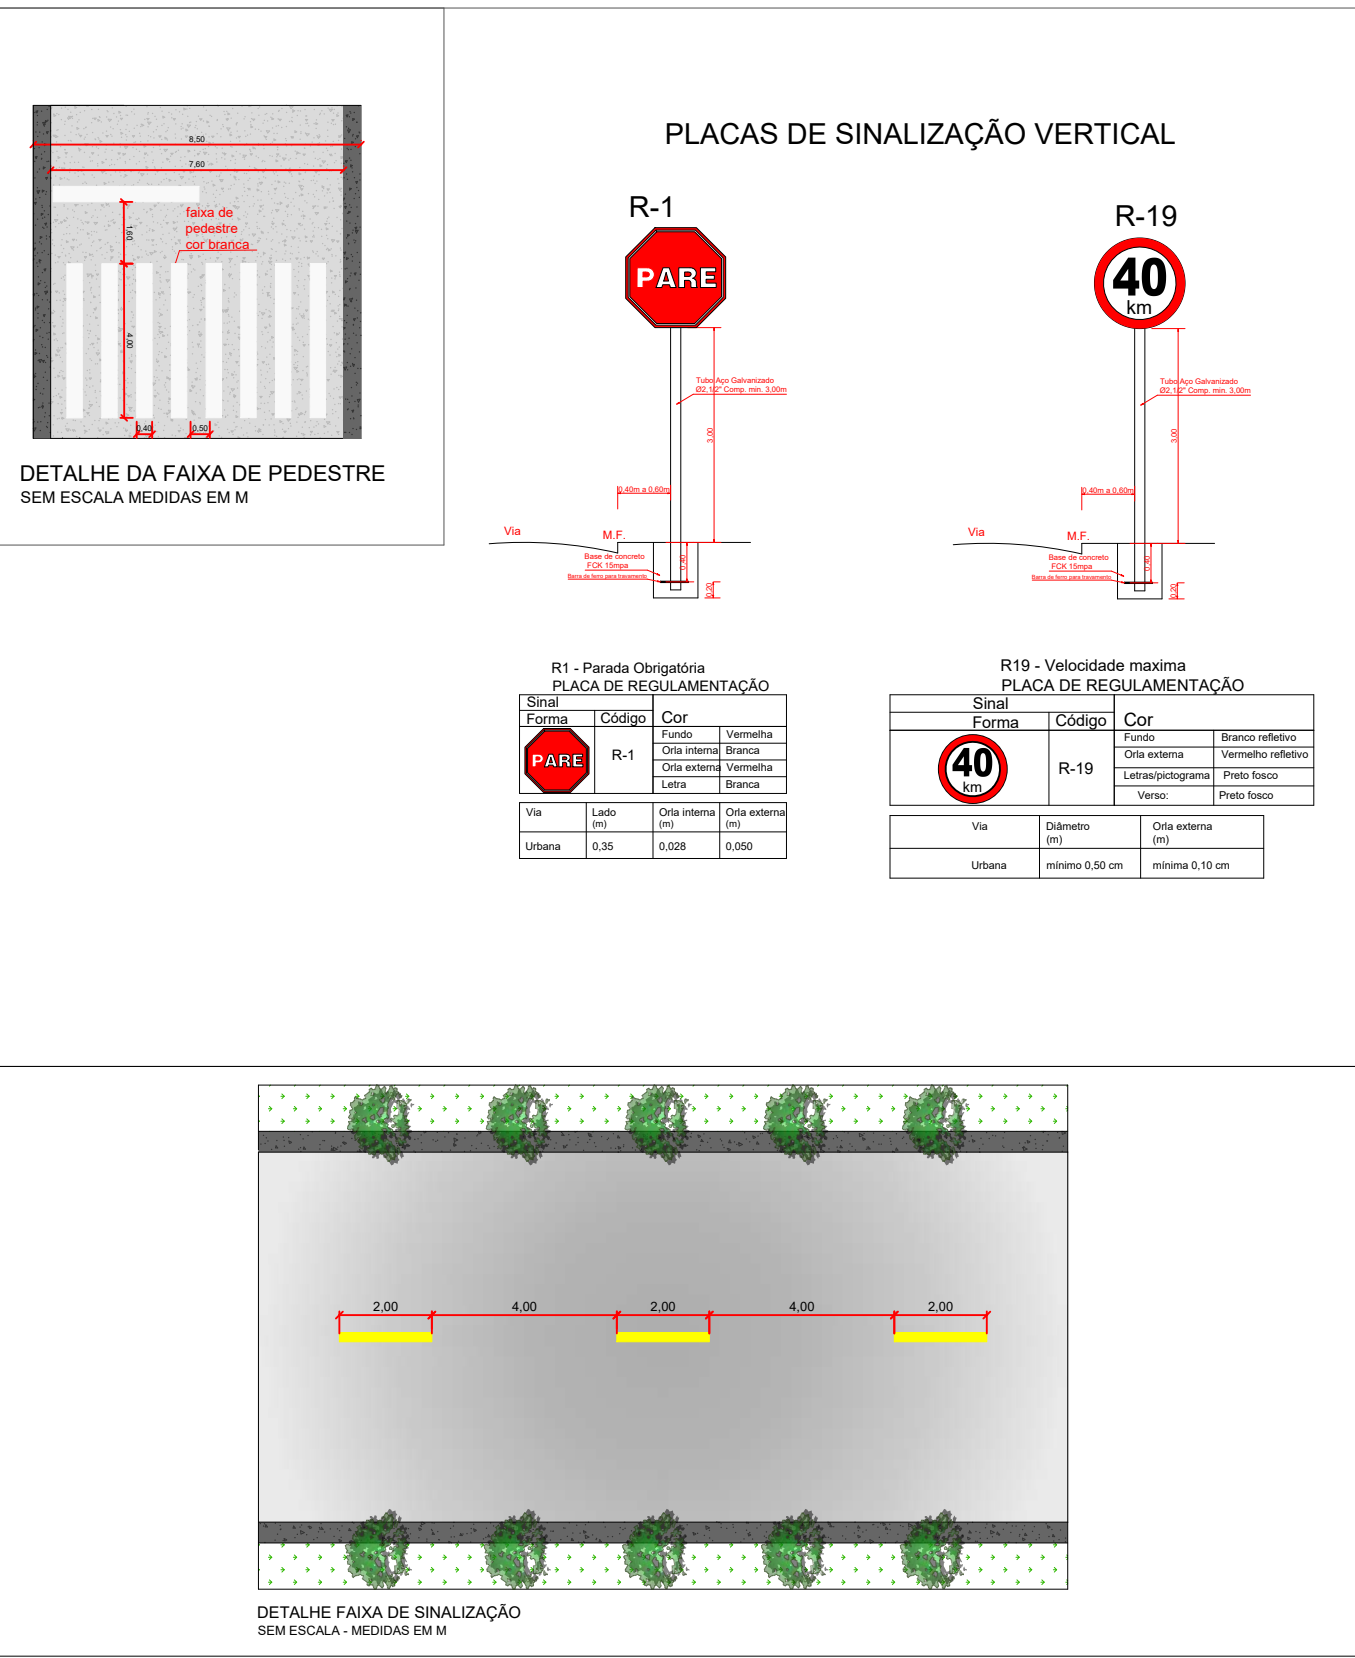 8,50
7,60
faixa de
pedestre
cor branca
1,60
4,00
0,40
0,50
DETALHE DA FAIXA DE PEDESTRE
SEM ESCALA MEDIDAS EM M
PLACAS DE SINALIZAÇÃO VERTICAL
R-1
PARE
Tubo Aço Galvanizado
Ø2,1/2" Comp. min. 3,00m
3,00
0,40m a 0,60m
Via
M.F.
Base de concreto
FCK 15mpa
Barra de ferro para travamento
0,40
0,20
R-19
40
km
Tubo Aço Galvanizado
Ø2,1/2" Comp. min. 3,00m
3,00
0,40m a 0,60m
Via
M.F.
Base de concreto
FCK 15mpa
Barra de ferro para travamento
0,40
0,20
R1 - Parada Obrigatória
PLACA DE REGULAMENTAÇÃO
Sinal
Forma Código Cor
PARE
R-1
Fundo Vermelha
Orla interna Branca
Orla externa Vermelha
Letra Branca
Via Lado (m) Orla interna (m) Orla externa (m)
Urbana 0,35 0,028 0,050
R19 - Velocidade maxima
PLACA DE REGULAMENTAÇÃO
Sinal
Forma Código Cor
40
km
R-19
Fundo Branco refletivo
Orla externa Vermelho refletivo
Letras/pictograma Preto fosco
Verso: Preto fosco
Via Diâmetro (m) Orla externa (m)
Urbana mínimo 0,50 cm mínima 0,10 cm
2,00 4,00 2,00 4,00 2,00
DETALHE FAIXA DE SINALIZAÇÃO
SEM ESCALA - MEDIDAS EM M